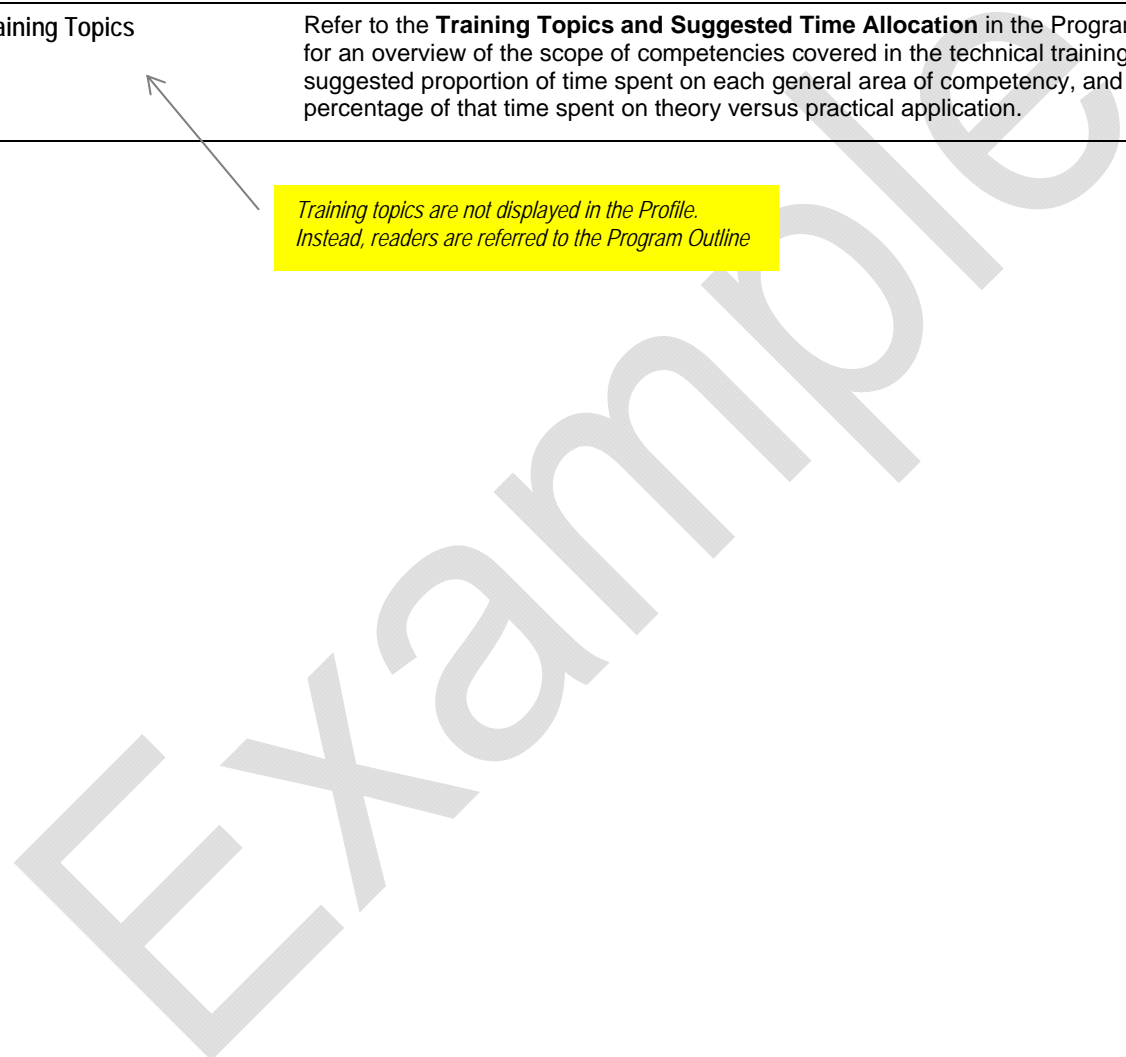 aining Topics
Refer to the Training Topics and Suggested Time Allocation in the Program
for an overview of the scope of competencies covered in the technical training
suggested proportion of time spent on each general area of competency, and
percentage of that time spent on theory versus practical application.
Training topics are not displayed in the Profile.
Instead, readers are referred to the Program Outline
Example